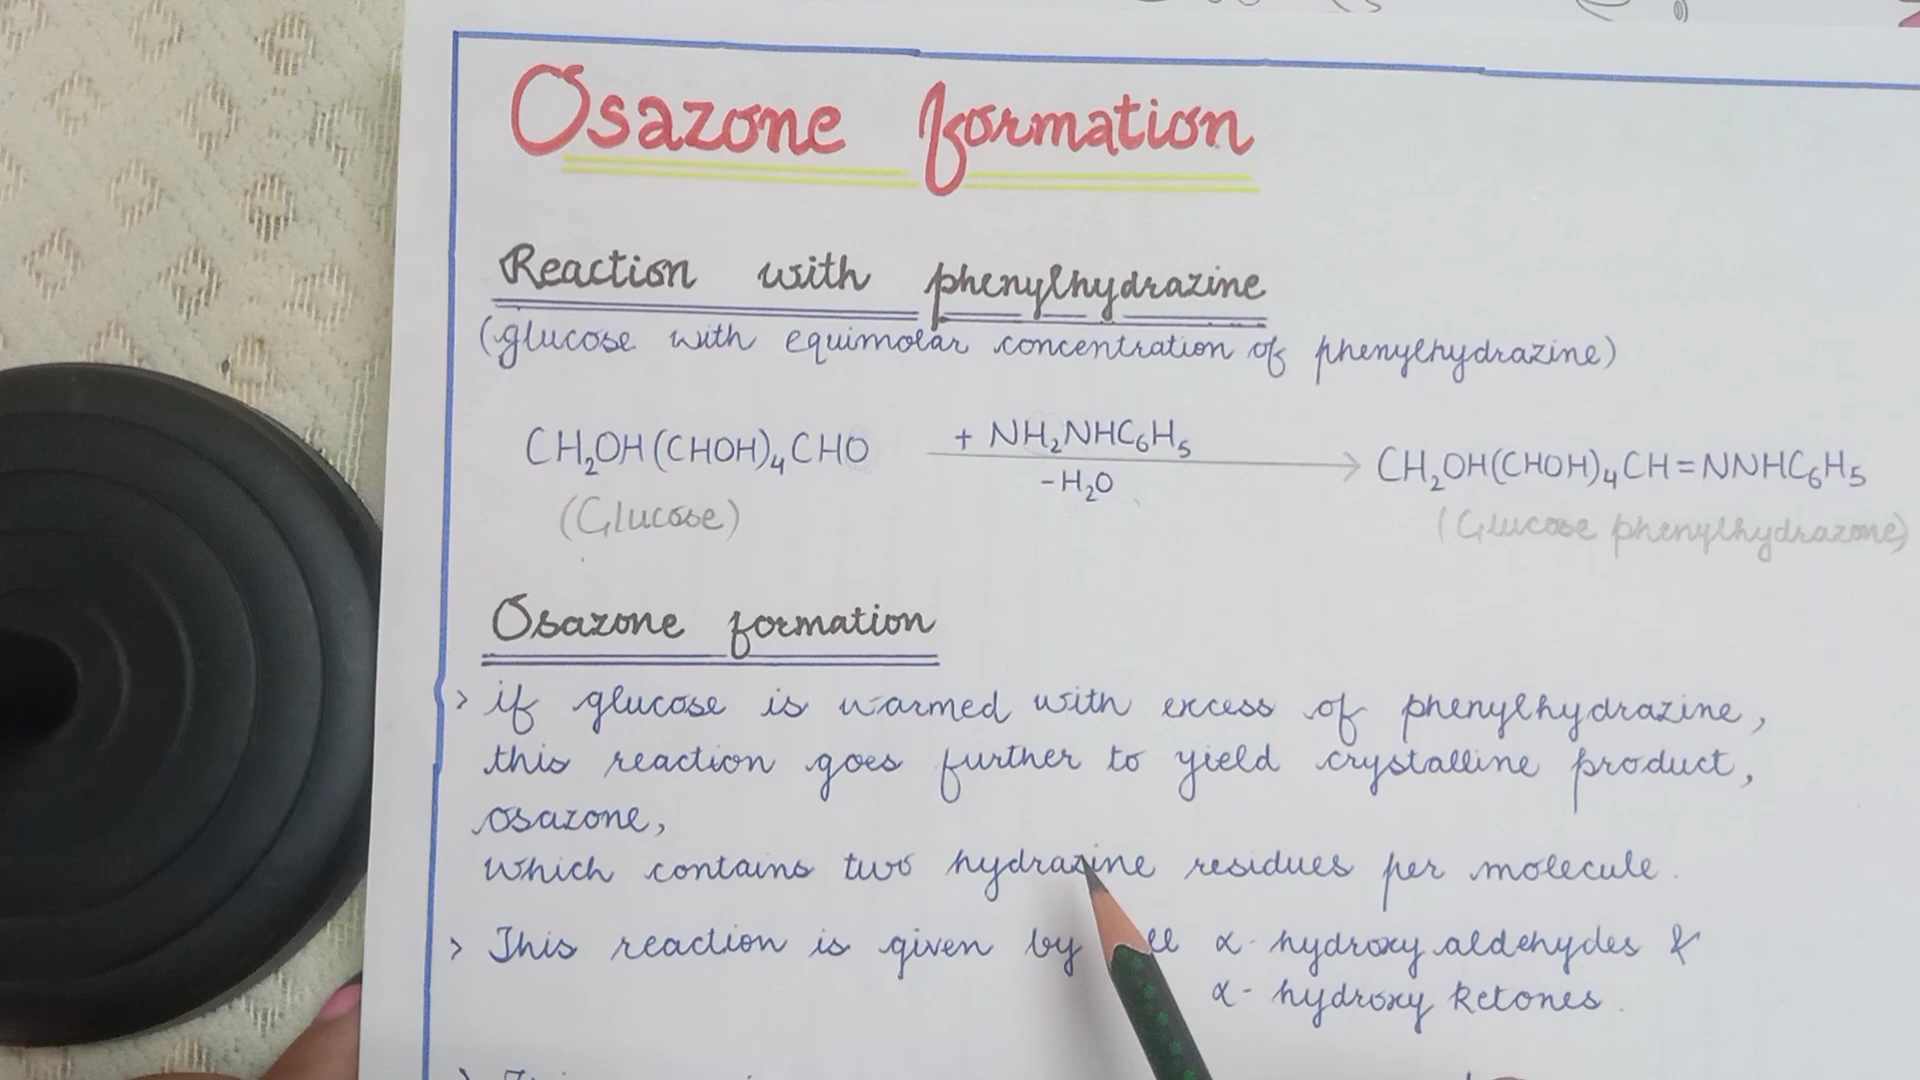 Osazone formation
Reaction with phenylhydrazine
(glucose with equimolar concentration of phenylhydrazine)
CH₂OH(CHOH)₄CHO + NH₂NHC₆H₅ → CH₂OH(CHOH)₄CH=NNHC₆H₅
-H₂O
(Glucose) (Glucose phenylhydrazone)
Osazone formation
> if glucose is warmed with excess of phenylhydrazine,
this reaction goes further to yield crystalline product,
osazone,
which contains two hydrazine residues per molecule.
> This reaction is given by α-hydroxy aldehydes &
α-hydroxy ketones.